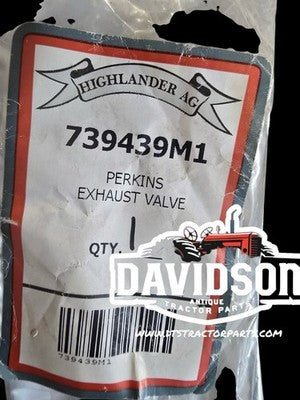 HIGHLANDER AG
739439M1
PERKINS
EXHAUST VALVE
QTY. 1
DAVIDSON
ANTIQUE
TRACTOR PARTS
WWW.DTSTRACTORPARTS.COM
739439M1